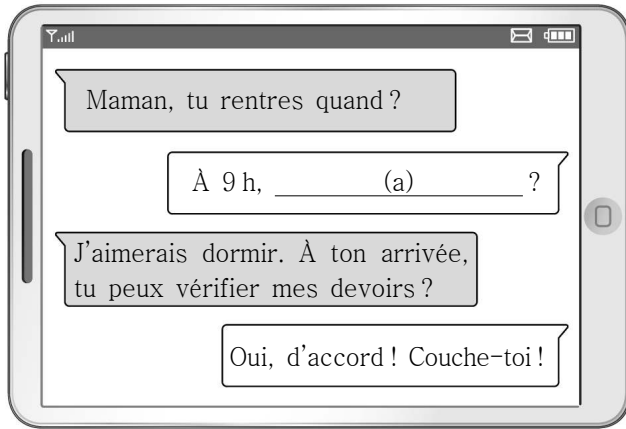 Maman, tu rentres quand ?
À 9 h, (a) ?
J'aimerais dormir. À ton arrivée,
tu peux vérifier mes devoirs ?
Oui, d'accord ! Couche-toi !